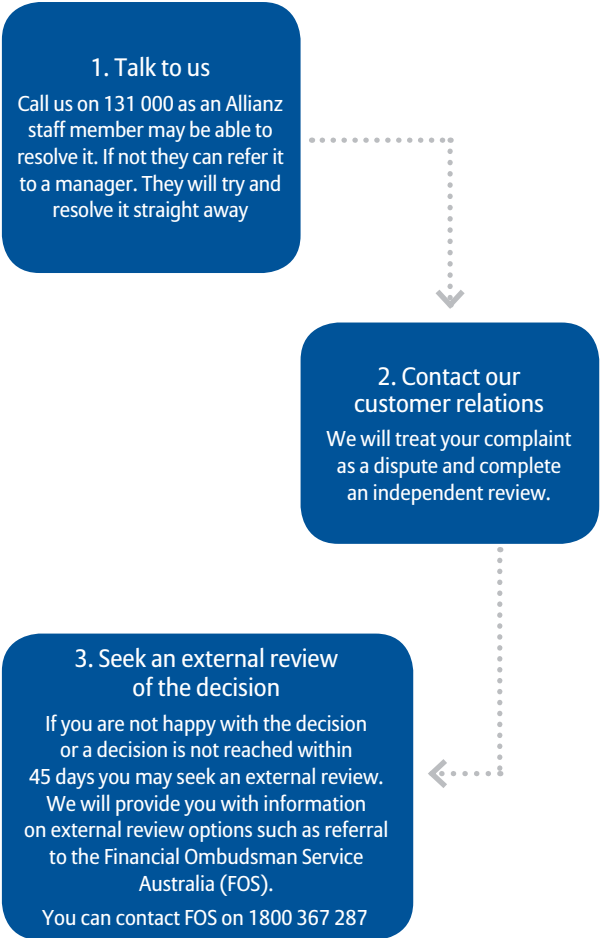 1. Talk to us
Call us on 131 000 as an Allianz
staff member may be able to
resolve it. If not they can refer it
to a manager. They will try and
resolve it straight away
2. Contact our
customer relations
We will treat your complaint
as a dispute and complete
an independent review.
3. Seek an external review
of the decision
If you are not happy with the decision
or a decision is not reached within
45 days you may seek an external review.
We will provide you with information
on external review options such as referral
to the Financial Ombudsman Service
Australia (FOS).
You can contact FOS on 1800 367 287